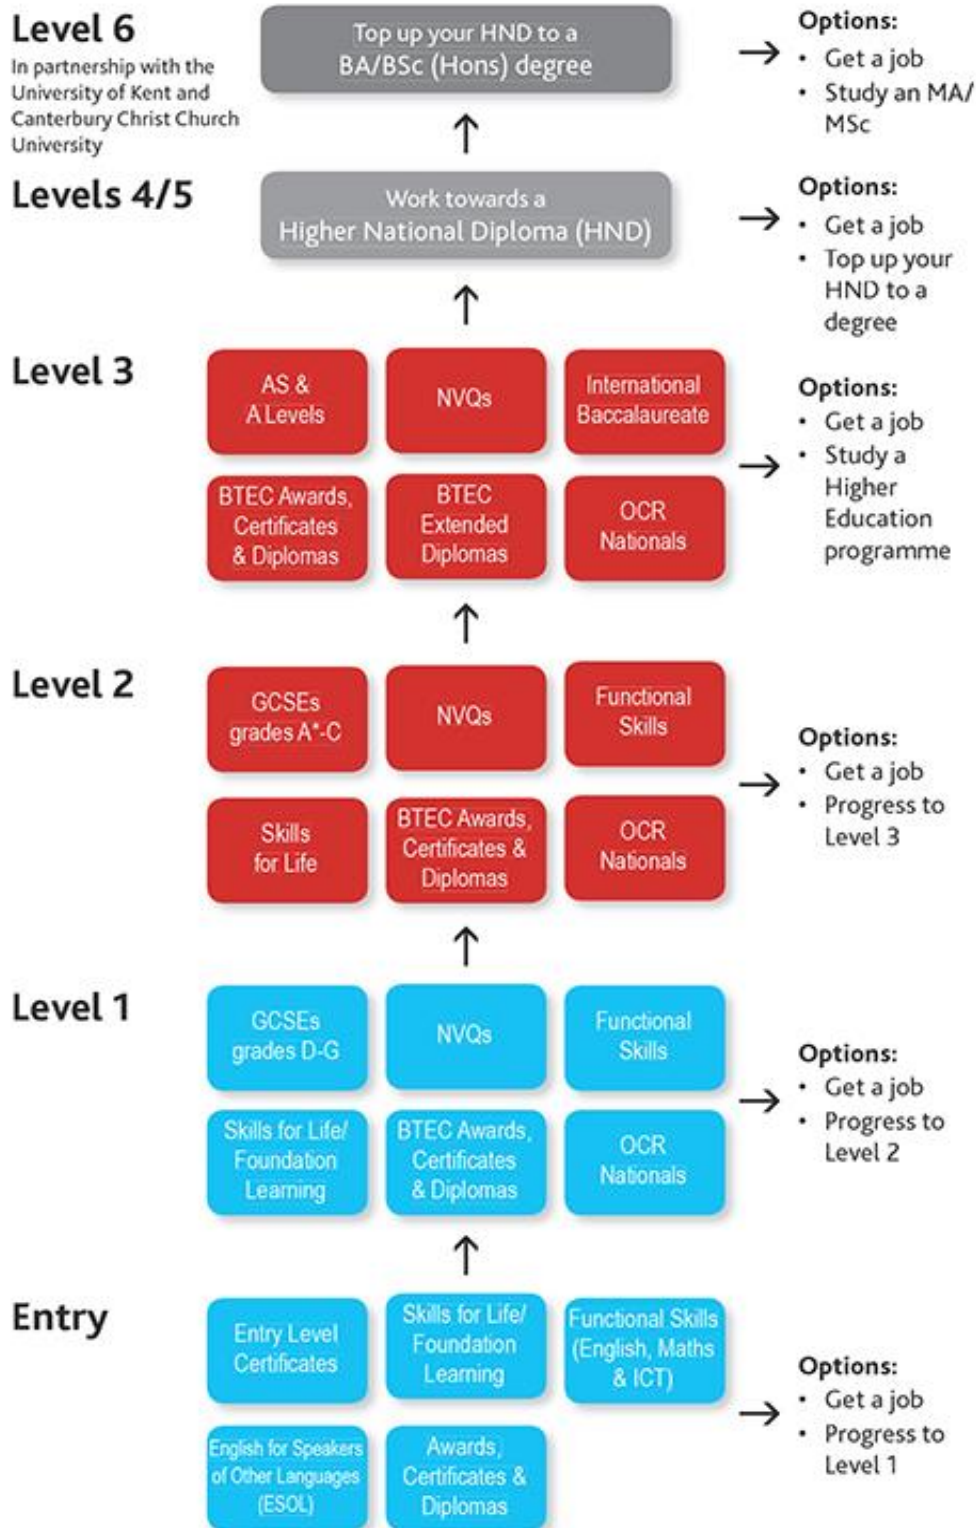 Level 6
In partnership with the
University of Kent and
Canterbury Christ Church
University
Top up your HND to a
BA/BSc (Hons) degree
→
Options:
• Get a job
• Study an MA/
MSc
↑
Levels 4/5
Work towards a
Higher National Diploma (HND)
→
Options:
• Get a job
• Top up your
HND to a
degree
↑
Level 3
AS &
A Levels
NVQs
International
Baccalaureate
BTEC Awards,
Certificates
& Diplomas
BTEC
Extended
Diplomas
OCR
Nationals
→
Options:
• Get a job
• Study a
Higher
Education
programme
↑
Level 2
GCSEs
grades A*-C
NVQs
Functional
Skills
Skills
for Life
BTEC Awards,
Certificates &
Diplomas
OCR
Nationals
→
Options:
• Get a job
• Progress to
Level 3
↑
Level 1
GCSEs
grades D-G
NVQs
Functional
Skills
Skills for Life/
Foundation
Learning
BTEC Awards,
Certificates
& Diplomas
OCR
Nationals
→
Options:
• Get a job
• Progress to
Level 2
↑
Entry
Entry Level
Certificates
Skills for Life/
Foundation
Learning
Functional Skills
(English, Maths
& ICT)
English for Speakers
of Other Languages
(ESOL)
Awards,
Certificates &
Diplomas
→
Options:
• Get a job
• Progress to
Level 1